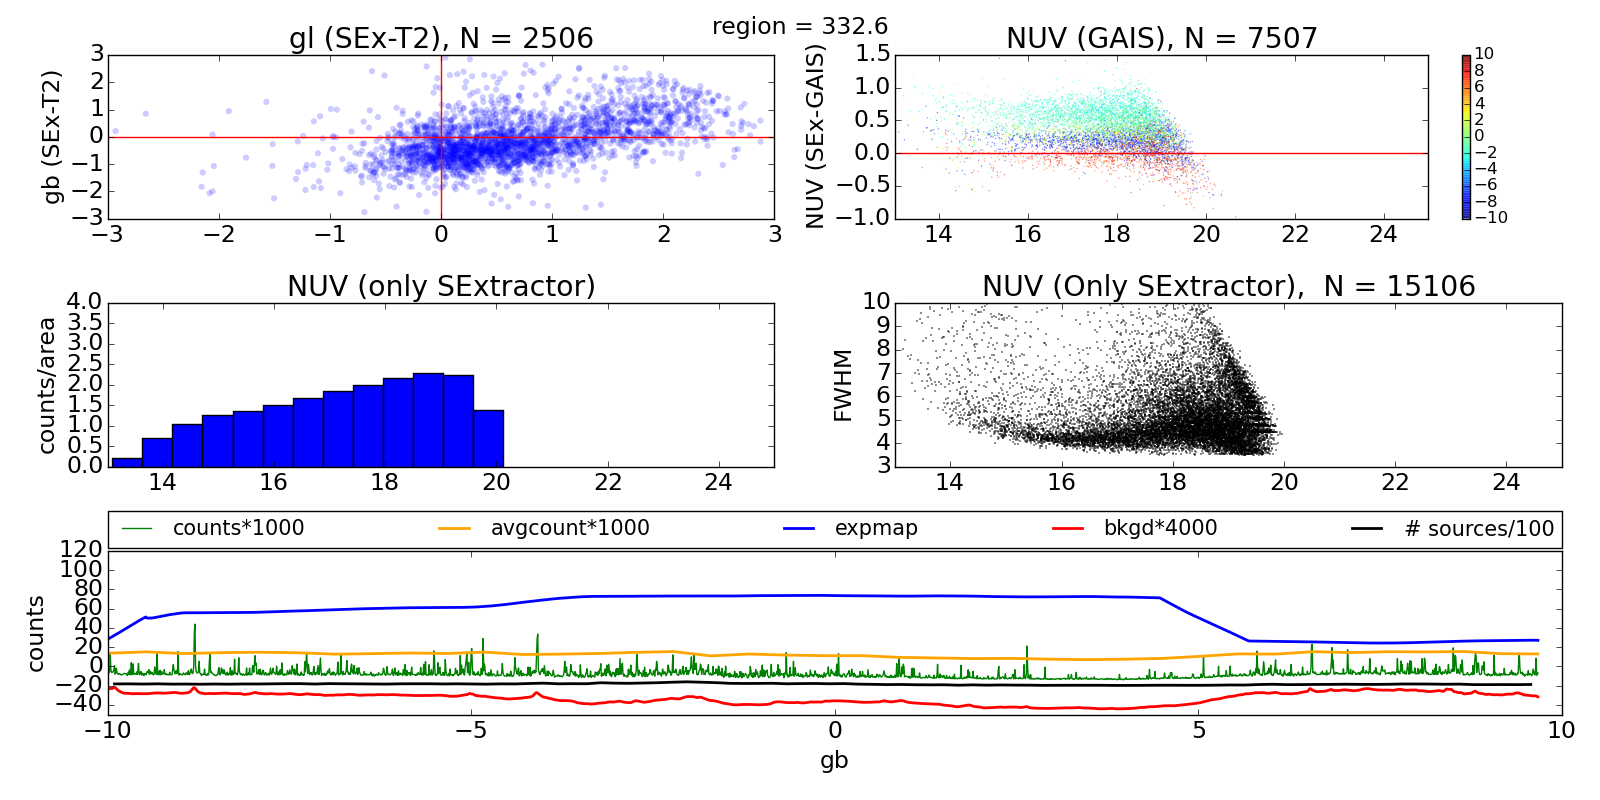 region = 332.6
gl (SEx-T2), N = 2506
gb (SEx-T2)
3
2
1
0
−1
−2
−3
−3 −2 −1 0 1 2 3
NUV (GAIS), N = 7507
NUV (SEx-GAIS)
1.5
1.0
0.5
0.0
−0.5
−1.0
14 16 18 20 22 24
10
8
6
4
2
0
−2
−4
−6
−8
−10
NUV (only SExtractor)
counts/area
4.0
3.5
3.0
2.5
2.0
1.5
1.0
0.5
0.0
14 16 18 20 22 24
NUV (Only SExtractor),  N = 15106
FWHM
10
9
8
7
6
5
4
3
14 16 18 20 22 24
counts*1000 avgcount*1000 expmap bkgd*4000 # sources/100
counts
120
100
80
60
40
20
0
−20
−40
−10 −5 0 5 10
gb